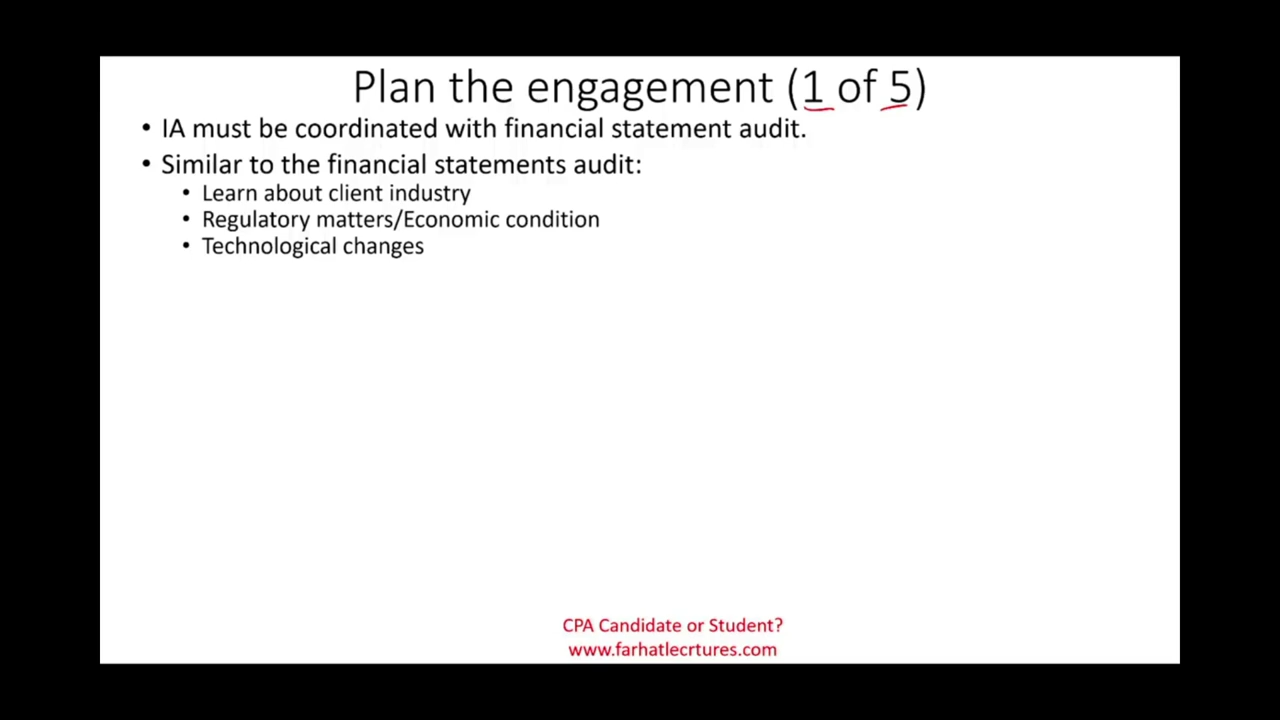 Plan the engagement (1 of 5)
• IA must be coordinated with financial statement audit.
• Similar to the financial statements audit:
• Learn about client industry
• Regulatory matters/Economic condition
• Technological changes
CPA Candidate or Student?
www.farhatlecrtures.com